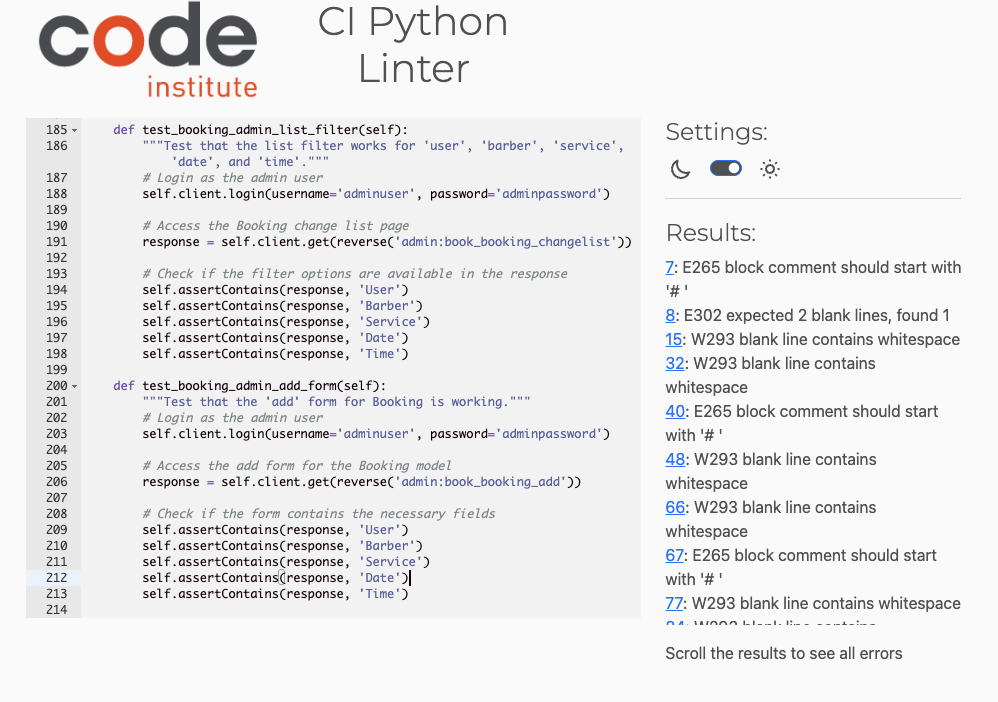 code
institute
CI Python
Linter
185 def test_booking_admin_list_filter(self):
186 """Test that the list filter works for 'user', 'barber', 'service',
'date', and 'time'."""
187 # Login as the admin user
188 self.client.login(username='adminuser', password='adminpassword')
189
190 # Access the Booking change list page
191 response = self.client.get(reverse('admin:book_booking_changelist'))
192
193 # Check if the filter options are available in the response
194 self.assertContains(response, 'User')
195 self.assertContains(response, 'Barber')
196 self.assertContains(response, 'Service')
197 self.assertContains(response, 'Date')
198 self.assertContains(response, 'Time')
199
200 def test_booking_admin_add_form(self):
201 """Test that the 'add' form for Booking is working."""
202 # Login as the admin user
203 self.client.login(username='adminuser', password='adminpassword')
204
205 # Access the add form for the Booking model
206 response = self.client.get(reverse('admin:book_booking_add'))
207
208 # Check if the form contains the necessary fields
209 self.assertContains(response, 'User')
210 self.assertContains(response, 'Barber')
211 self.assertContains(response, 'Service')
212 self.assertContains(response, 'Date')
213 self.assertContains(response, 'Time')
214
Settings:
Results:
7: E265 block comment should start with
'# '
8: E302 expected 2 blank lines, found 1
15: W293 blank line contains whitespace
32: W293 blank line contains
whitespace
40: E265 block comment should start
with '# '
48: W293 blank line contains
whitespace
66: W293 blank line contains
whitespace
67: E265 block comment should start
with '# '
77: W293 blank line contains whitespace
W293 blank line contains
Scroll the results to see all errors